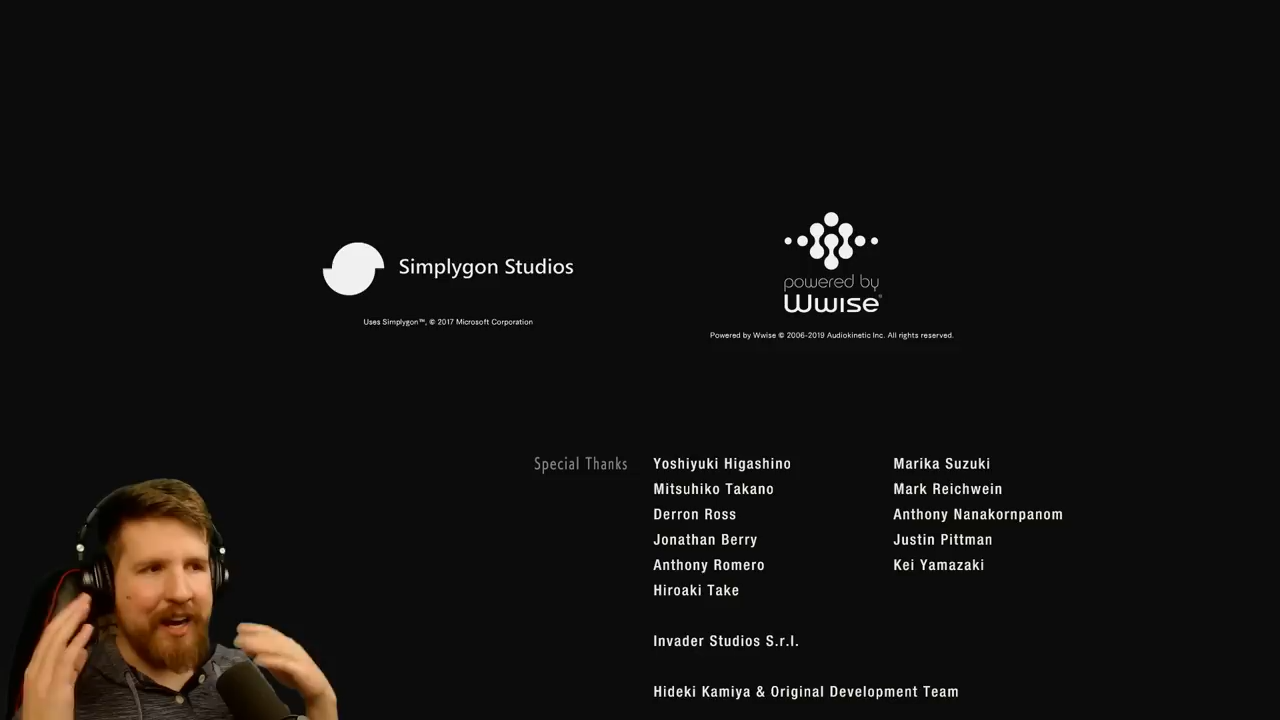 Simplygon Studios
Uses Simplygon™, © 2017 Microsoft Corporation
powered by
Wwise®
Powered by Wwise © 2006-2019 Audiokinetic Inc. All rights reserved.
Special Thanks
Yoshiyuki Higashino Marika Suzuki
Mitsuhiko Takano Mark Reichwein
Derron Ross Anthony Nanakornpanom
Jonathan Berry Justin Pittman
Anthony Romero Kei Yamazaki
Hiroaki Take
Invader Studios S.r.l.
Hideki Kamiya & Original Development Team